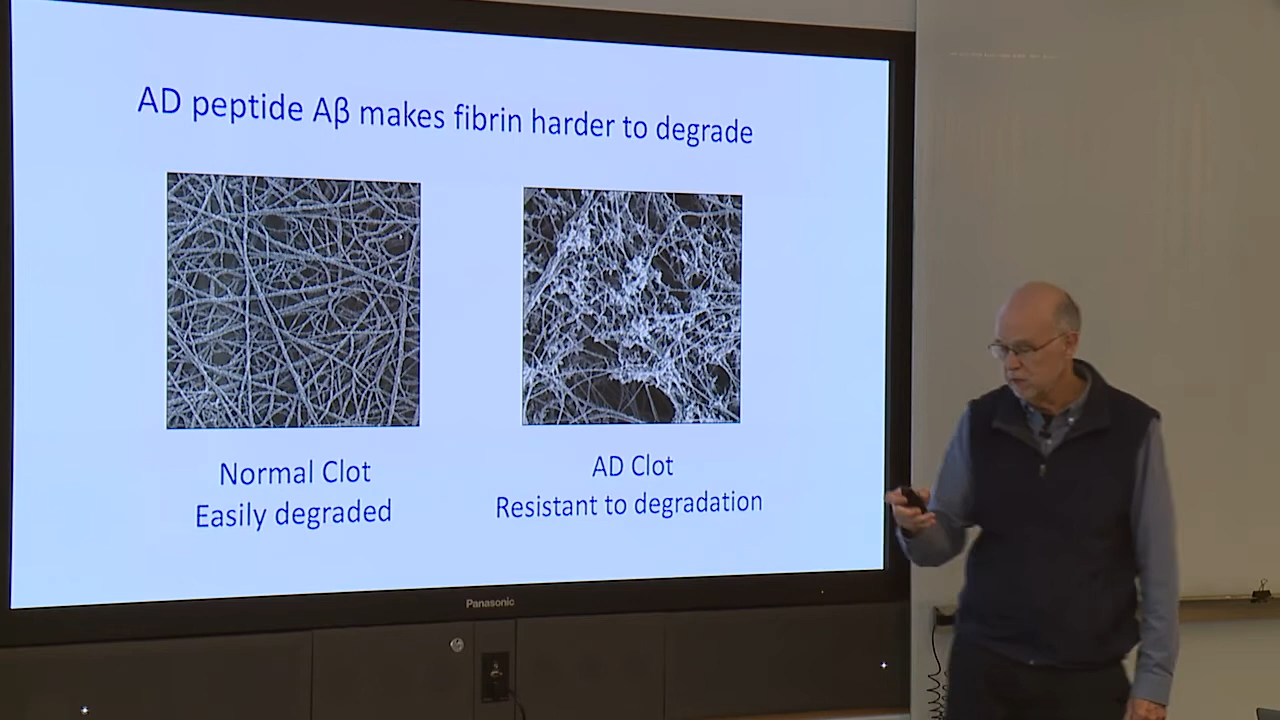 AD peptide Aβ makes fibrin harder to degrade
Normal Clot
Easily degraded
AD Clot
Resistant to degradation
Panasonic